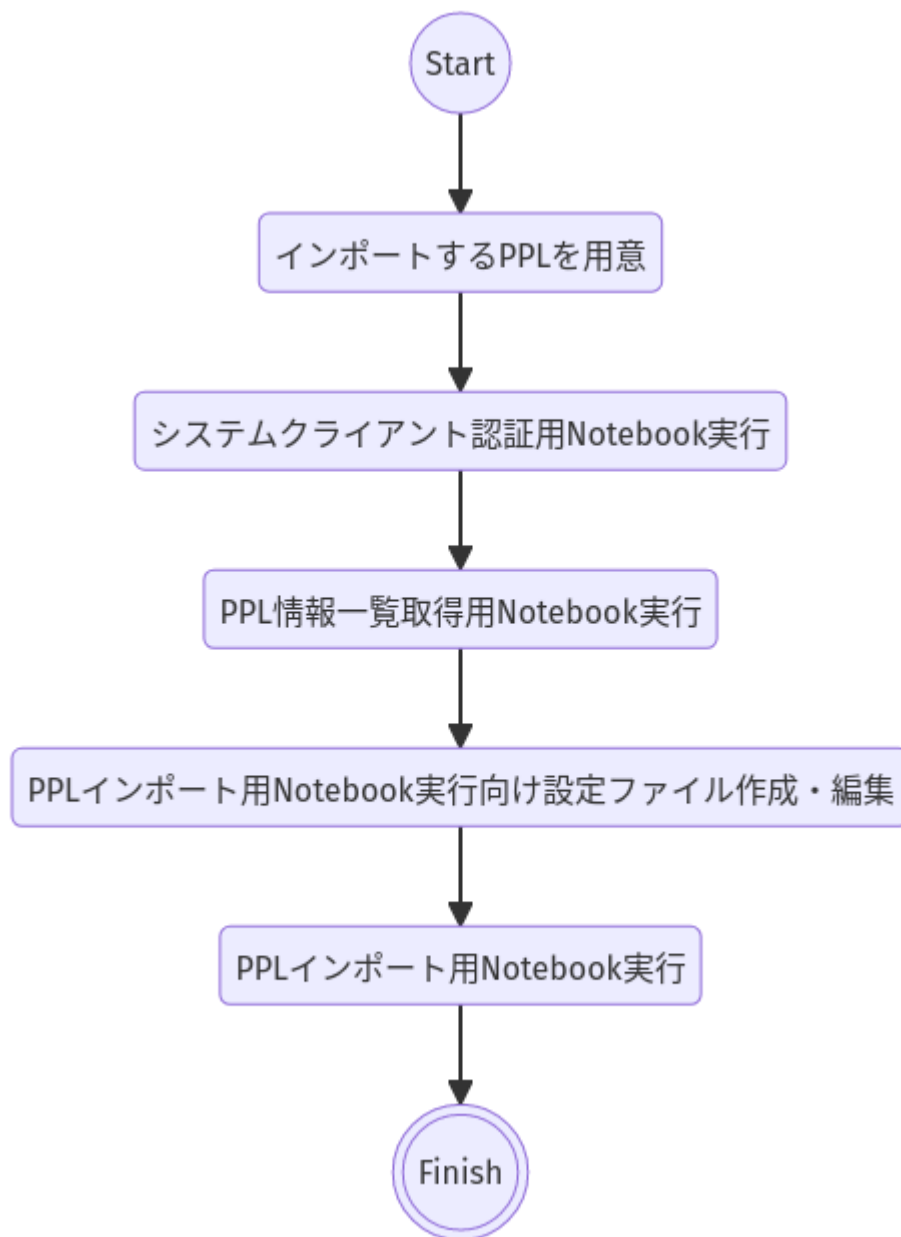 Start
インポートするPPLを用意
システムクライアント認証用Notebook実行
PPL情報一覧取得用Notebook実行
PPLインポート用Notebook実行向け設定ファイル作成・編集
PPLインポート用Notebook実行
Finish